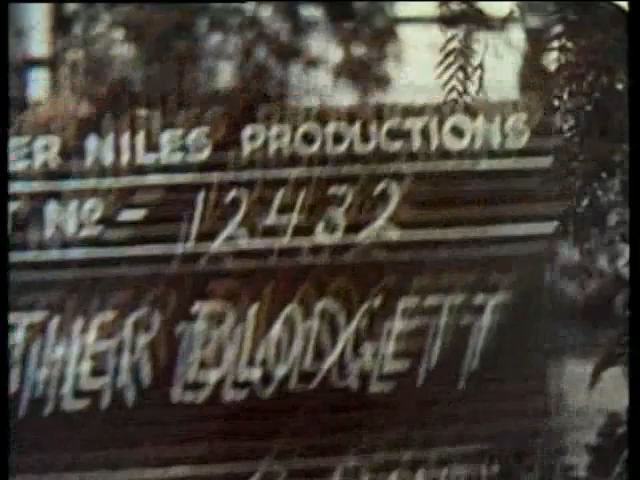 ER NILES PRODUCTIONS
T NO- 12432
THER BLODGETT